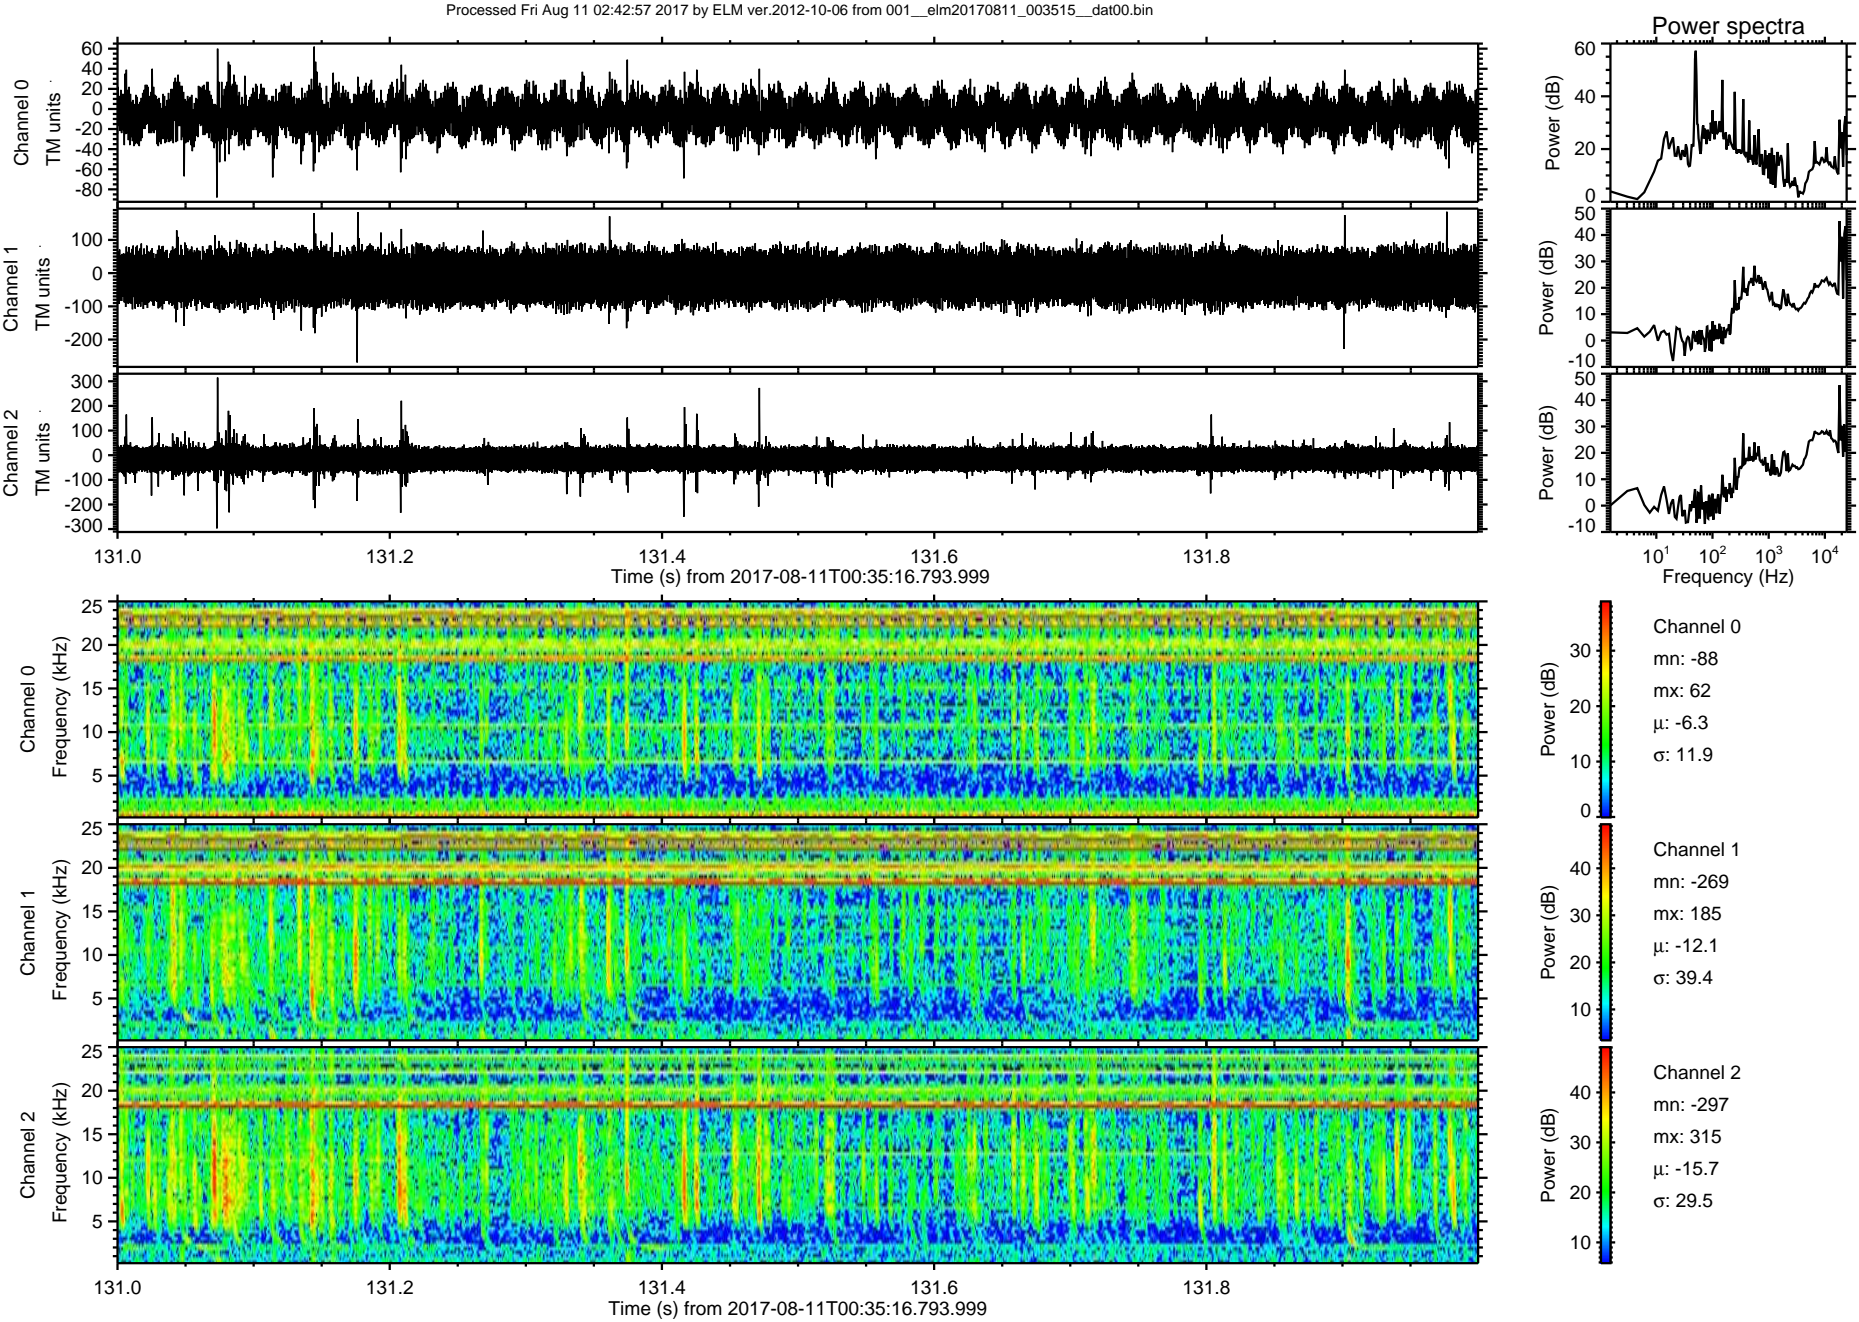 Processed Fri Aug 11 02:42:57 2017 by ELM ver.2012-10-06 from 001__elm20170811_003515__dat00.bin
Power spectra
Channel 0
TM units
60
40
20
0
-20
-40
-60
-80
Power (dB)
60
40
20
0
Channel 1
TM units
100
0
-100
-200
Power (dB)
50
40
30
20
10
0
-10
Channel 2
TM units
300
200
100
0
-100
-200
-300
Power (dB)
50
40
30
20
10
0
-10
131.0 131.2 131.4 131.6 131.8
Time (s) from 2017-08-11T00:35:16.793.999
10¹ 10² 10³ 10⁴
Frequency (Hz)
Channel 0
Frequency (kHz)
25
20
15
10
5
Power (dB)
30
20
10
0
Channel 0
mn: -88
mx: 62
µ: -6.3
σ: 11.9
Channel 1
Frequency (kHz)
25
20
15
10
5
Power (dB)
40
30
20
10
Channel 1
mn: -269
mx: 185
µ: -12.1
σ: 39.4
Channel 2
Frequency (kHz)
25
20
15
10
5
Power (dB)
40
30
20
10
Channel 2
mn: -297
mx: 315
µ: -15.7
σ: 29.5
131.0 131.2 131.4 131.6 131.8
Time (s) from 2017-08-11T00:35:16.793.999